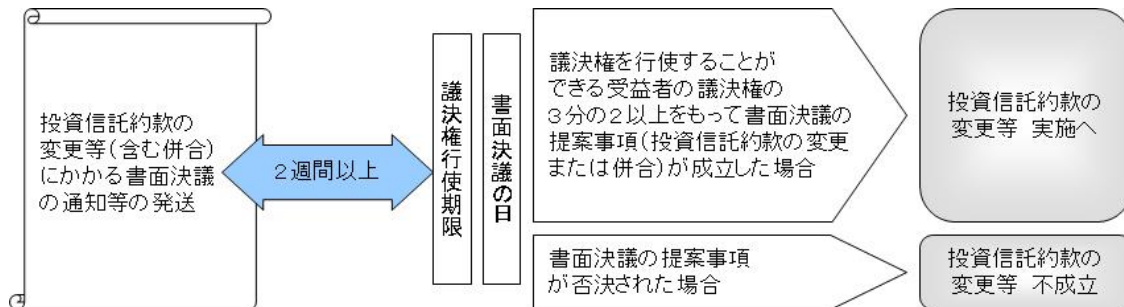 投資信託約款の
変更等(含む併合)
にかかる書面決議
の通知等の発送
2週間以上
議決権行使期限
書面決議の日
議決権を行使することが
できる受益者の議決権の
3分の2以上をもって書面決議の
提案事項(投資信託約款の変更
または併合)が成立した場合
投資信託約款の
変更等 実施へ
書面決議の提案事項
が否決された場合
投資信託約款の
変更等 不成立